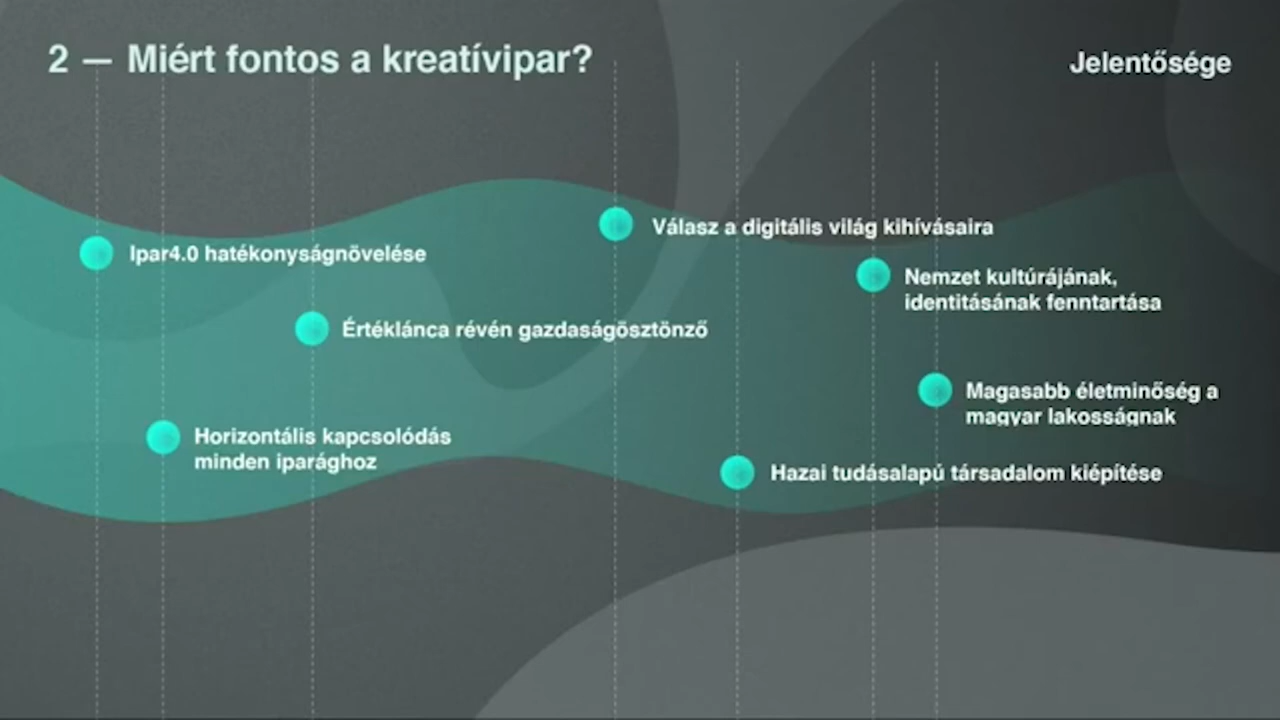 2 — Miért fontos a kreatívipar?
Jelentősége
Ipar4.0 hatékonyságnövelése
Válasz a digitális világ kihívásaira
Nemzet kultúrájának,
identitásának fenntartása
Értéklánca révén gazdaságösztönző
Magasabb életminőség a
magyar lakosságnak
Horizontális kapcsolódás
minden iparághoz
Hazai tudásalapú társadalom kiépítése